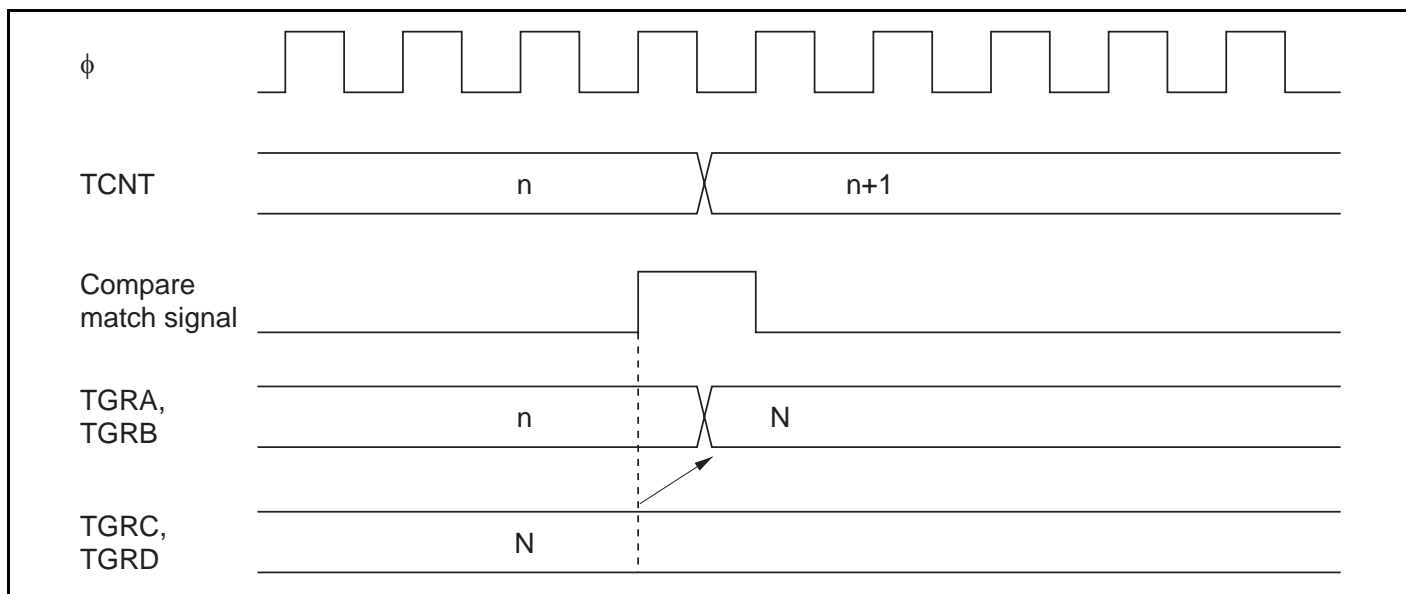 ϕ
TCNT
n
n+1
Compare
match signal
TGRA,
TGRB
n
N
TGRC,
TGRD
N